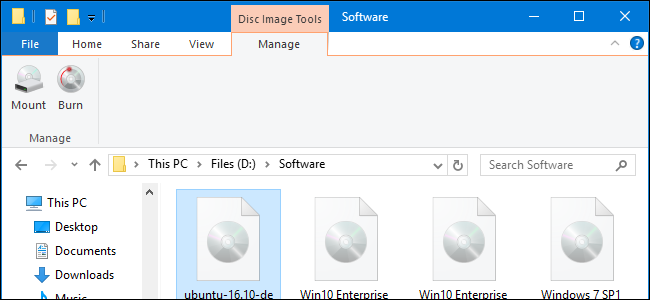 Disc Image Tools Software
File Home Share View Manage
Mount Burn
Manage
This PC Files (D:) Software
Search Software
This PC
Desktop
Documents
Downloads
Music
ubuntu-16.10-de Win10 Enterprise Win10 Enterprise Windows 7 SP1